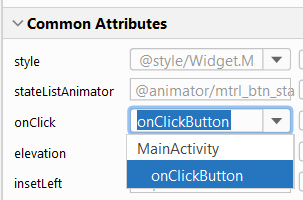 Common Attributes
style @style/Widget.M
stateListAnimator @animator/mtrl_btn_sta
onClick onClickButton
elevation MainActivity
insetLeft onClickButton